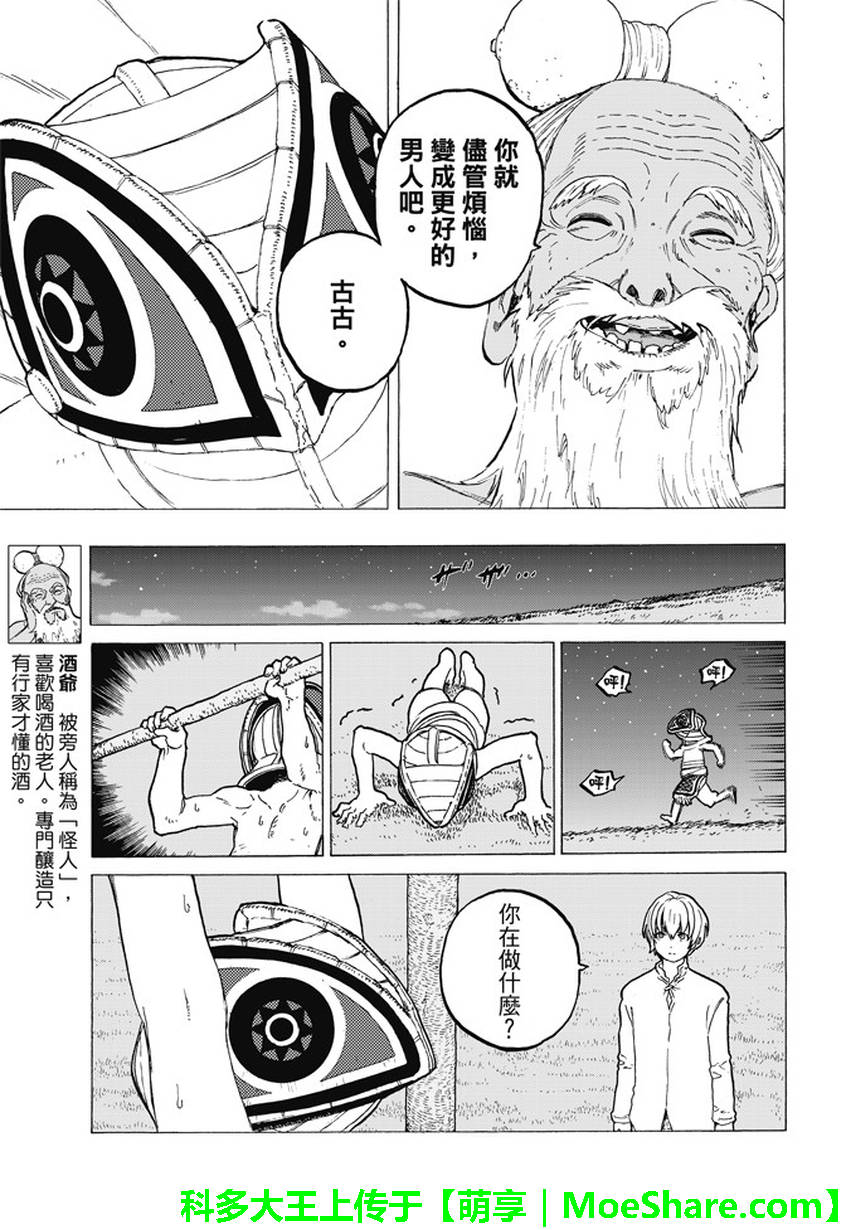 你就
儘管煩惱，
變成更好的
男人吧。
古古。
ザザ…
呼！
呼！
呼！
你在做什麼？
酒爺　被旁人稱為「怪人」，
喜歡喝酒的老人。專門釀造只
有行家才懂的酒。
科多大王上传于【萌享｜MoeShare.com】